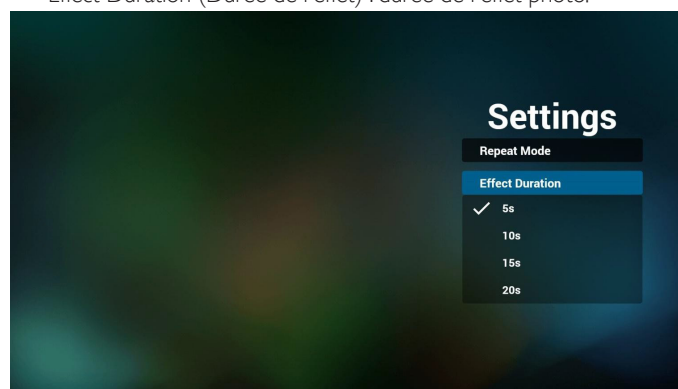 Effect Duration (Durée de l'effet) : durée de l'effet photo.
Settings
Repeat Mode
Effect Duration
5s
10s
15s
20s